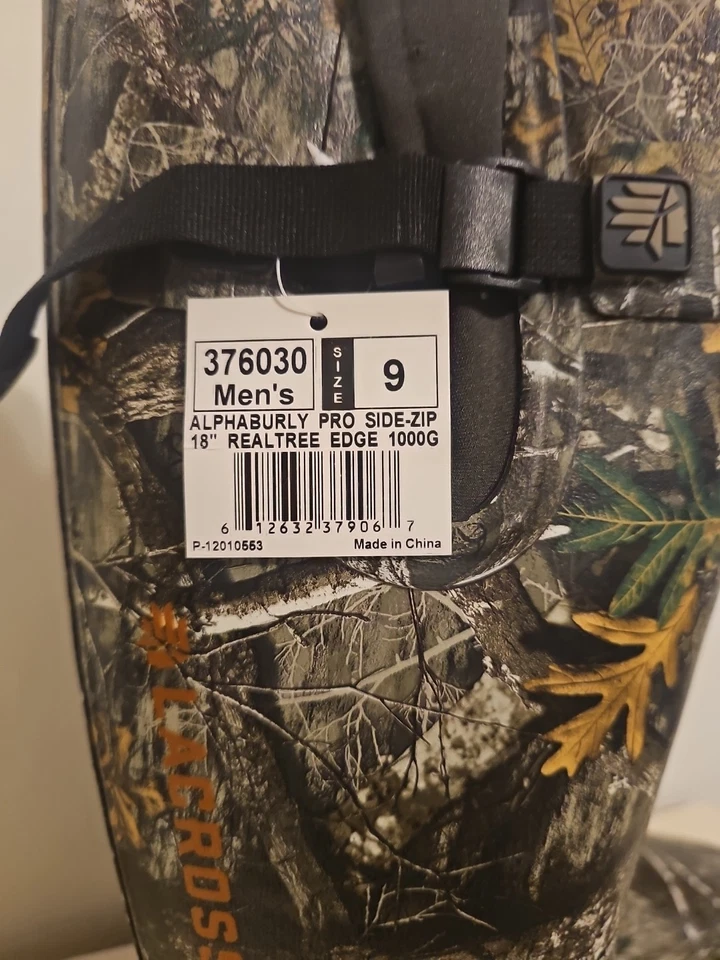 376030
Men's
SIZE
9
ALPHABURLY PRO SIDE-ZIP
18" REALTREE EDGE 1000G
6 12632 37906 7
P-12010553 Made in China
LACROSS